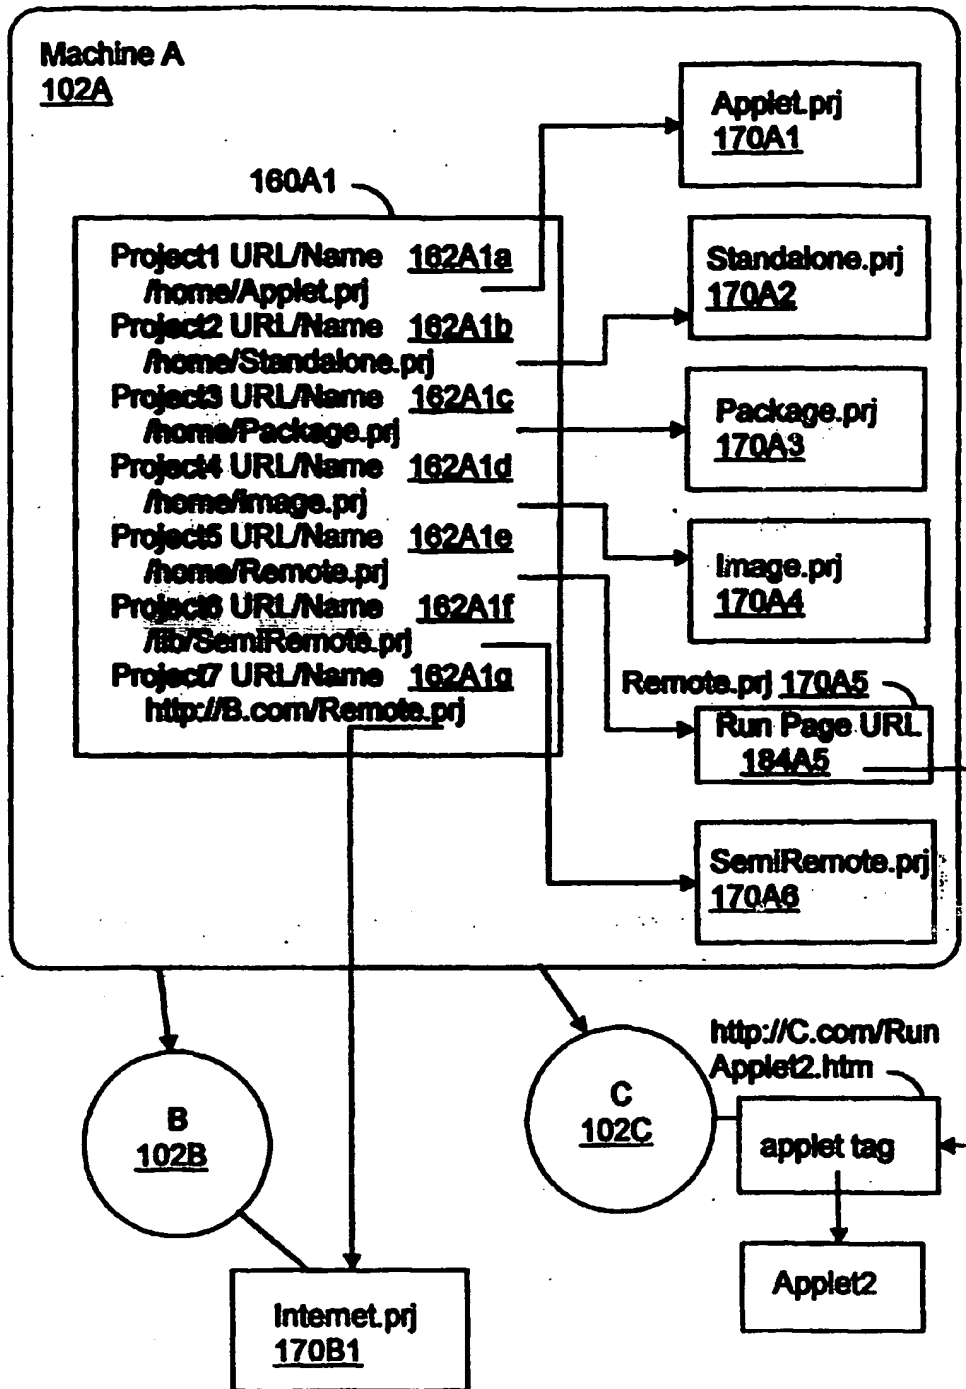 Machine A
102A
160A1
Project1 URL/Name 162A1a
/home/Applet.prj
Project2 URL/Name 162A1b
/home/Standalone.prj
Project3 URL/Name 162A1c
/home/Package.prj
Project4 URL/Name 162A1d
/home/Image.prj
Project5 URL/Name 162A1e
/home/Remote.prj
Project6 URL/Name 162A1f
/lib/SemiRemote.prj
Project7 URL/Name 162A1g
http://B.com/Remote.prj
Applet.prj
170A1
Standalone.prj
170A2
Package.prj
170A3
Image.prj
170A4
Remote.prj 170A5
Run Page URL
184A5
SemiRemote.prj
170A6
B
102B
C
102C
http://C.com/Run
Applet2.htm
applet tag
Applet2
Internet.prj
170B1